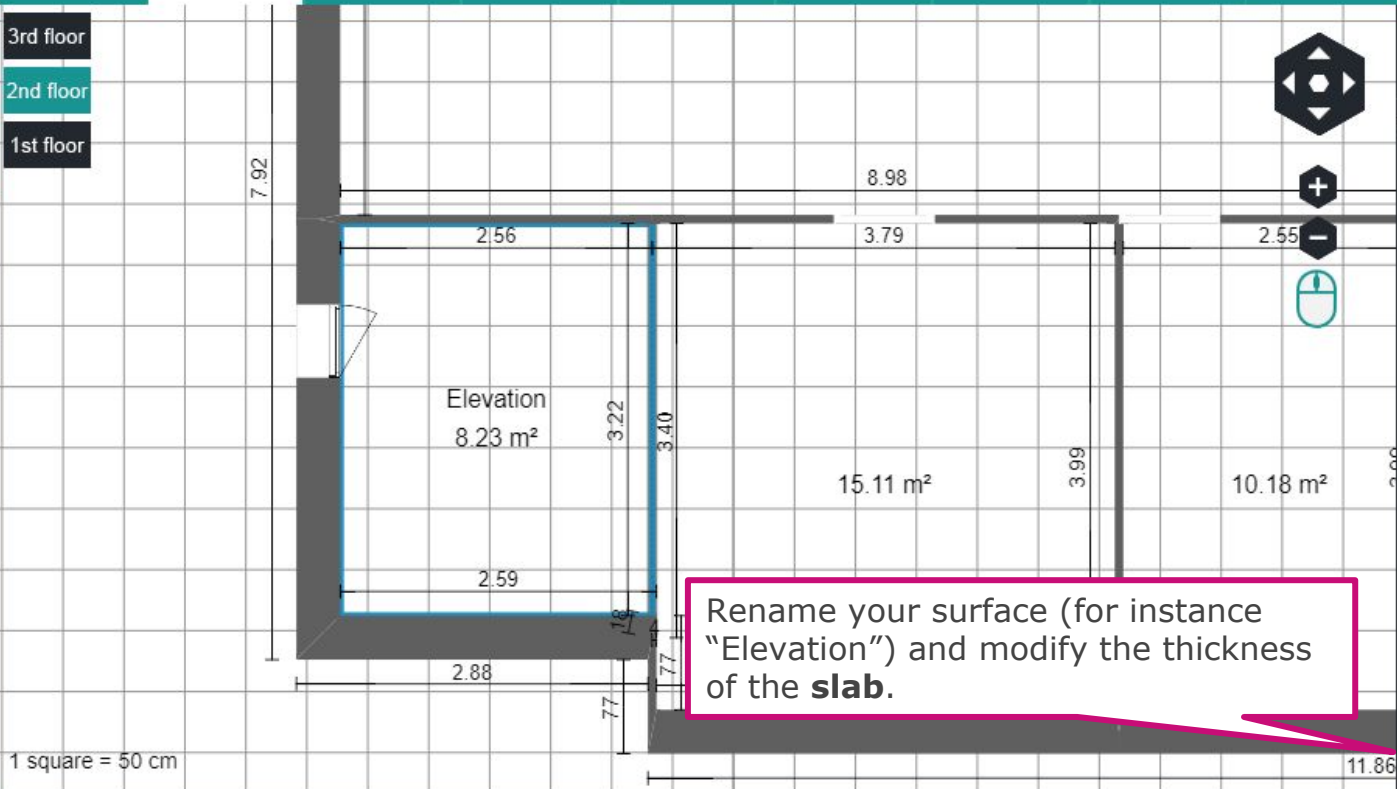 3rd floor
2nd floor
1st floor
7.92
8.98
2.56
3.79
2.55
Elevation
8.23 m²
3.22
3.40
15.11 m²
3.99
10.18 m²
2.59
18
2.88
77
77
Rename your surface (for instance
“Elevation”) and modify the thickness
of the slab.
1 square = 50 cm
11.86